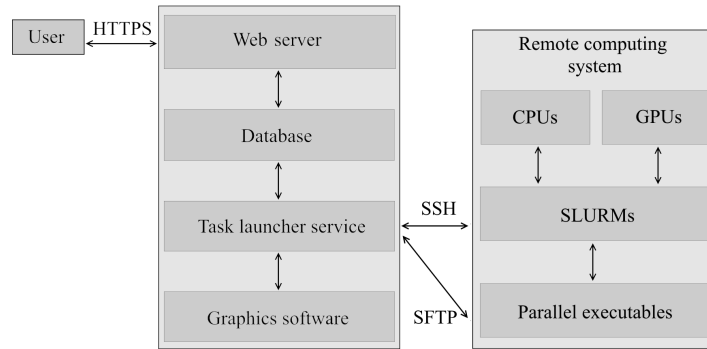 User
HTTPS
Web server
Database
Task launcher service
Graphics software
SSH
SFTP
Remote computing
system
CPUs
GPUs
SLURMs
Parallel executables